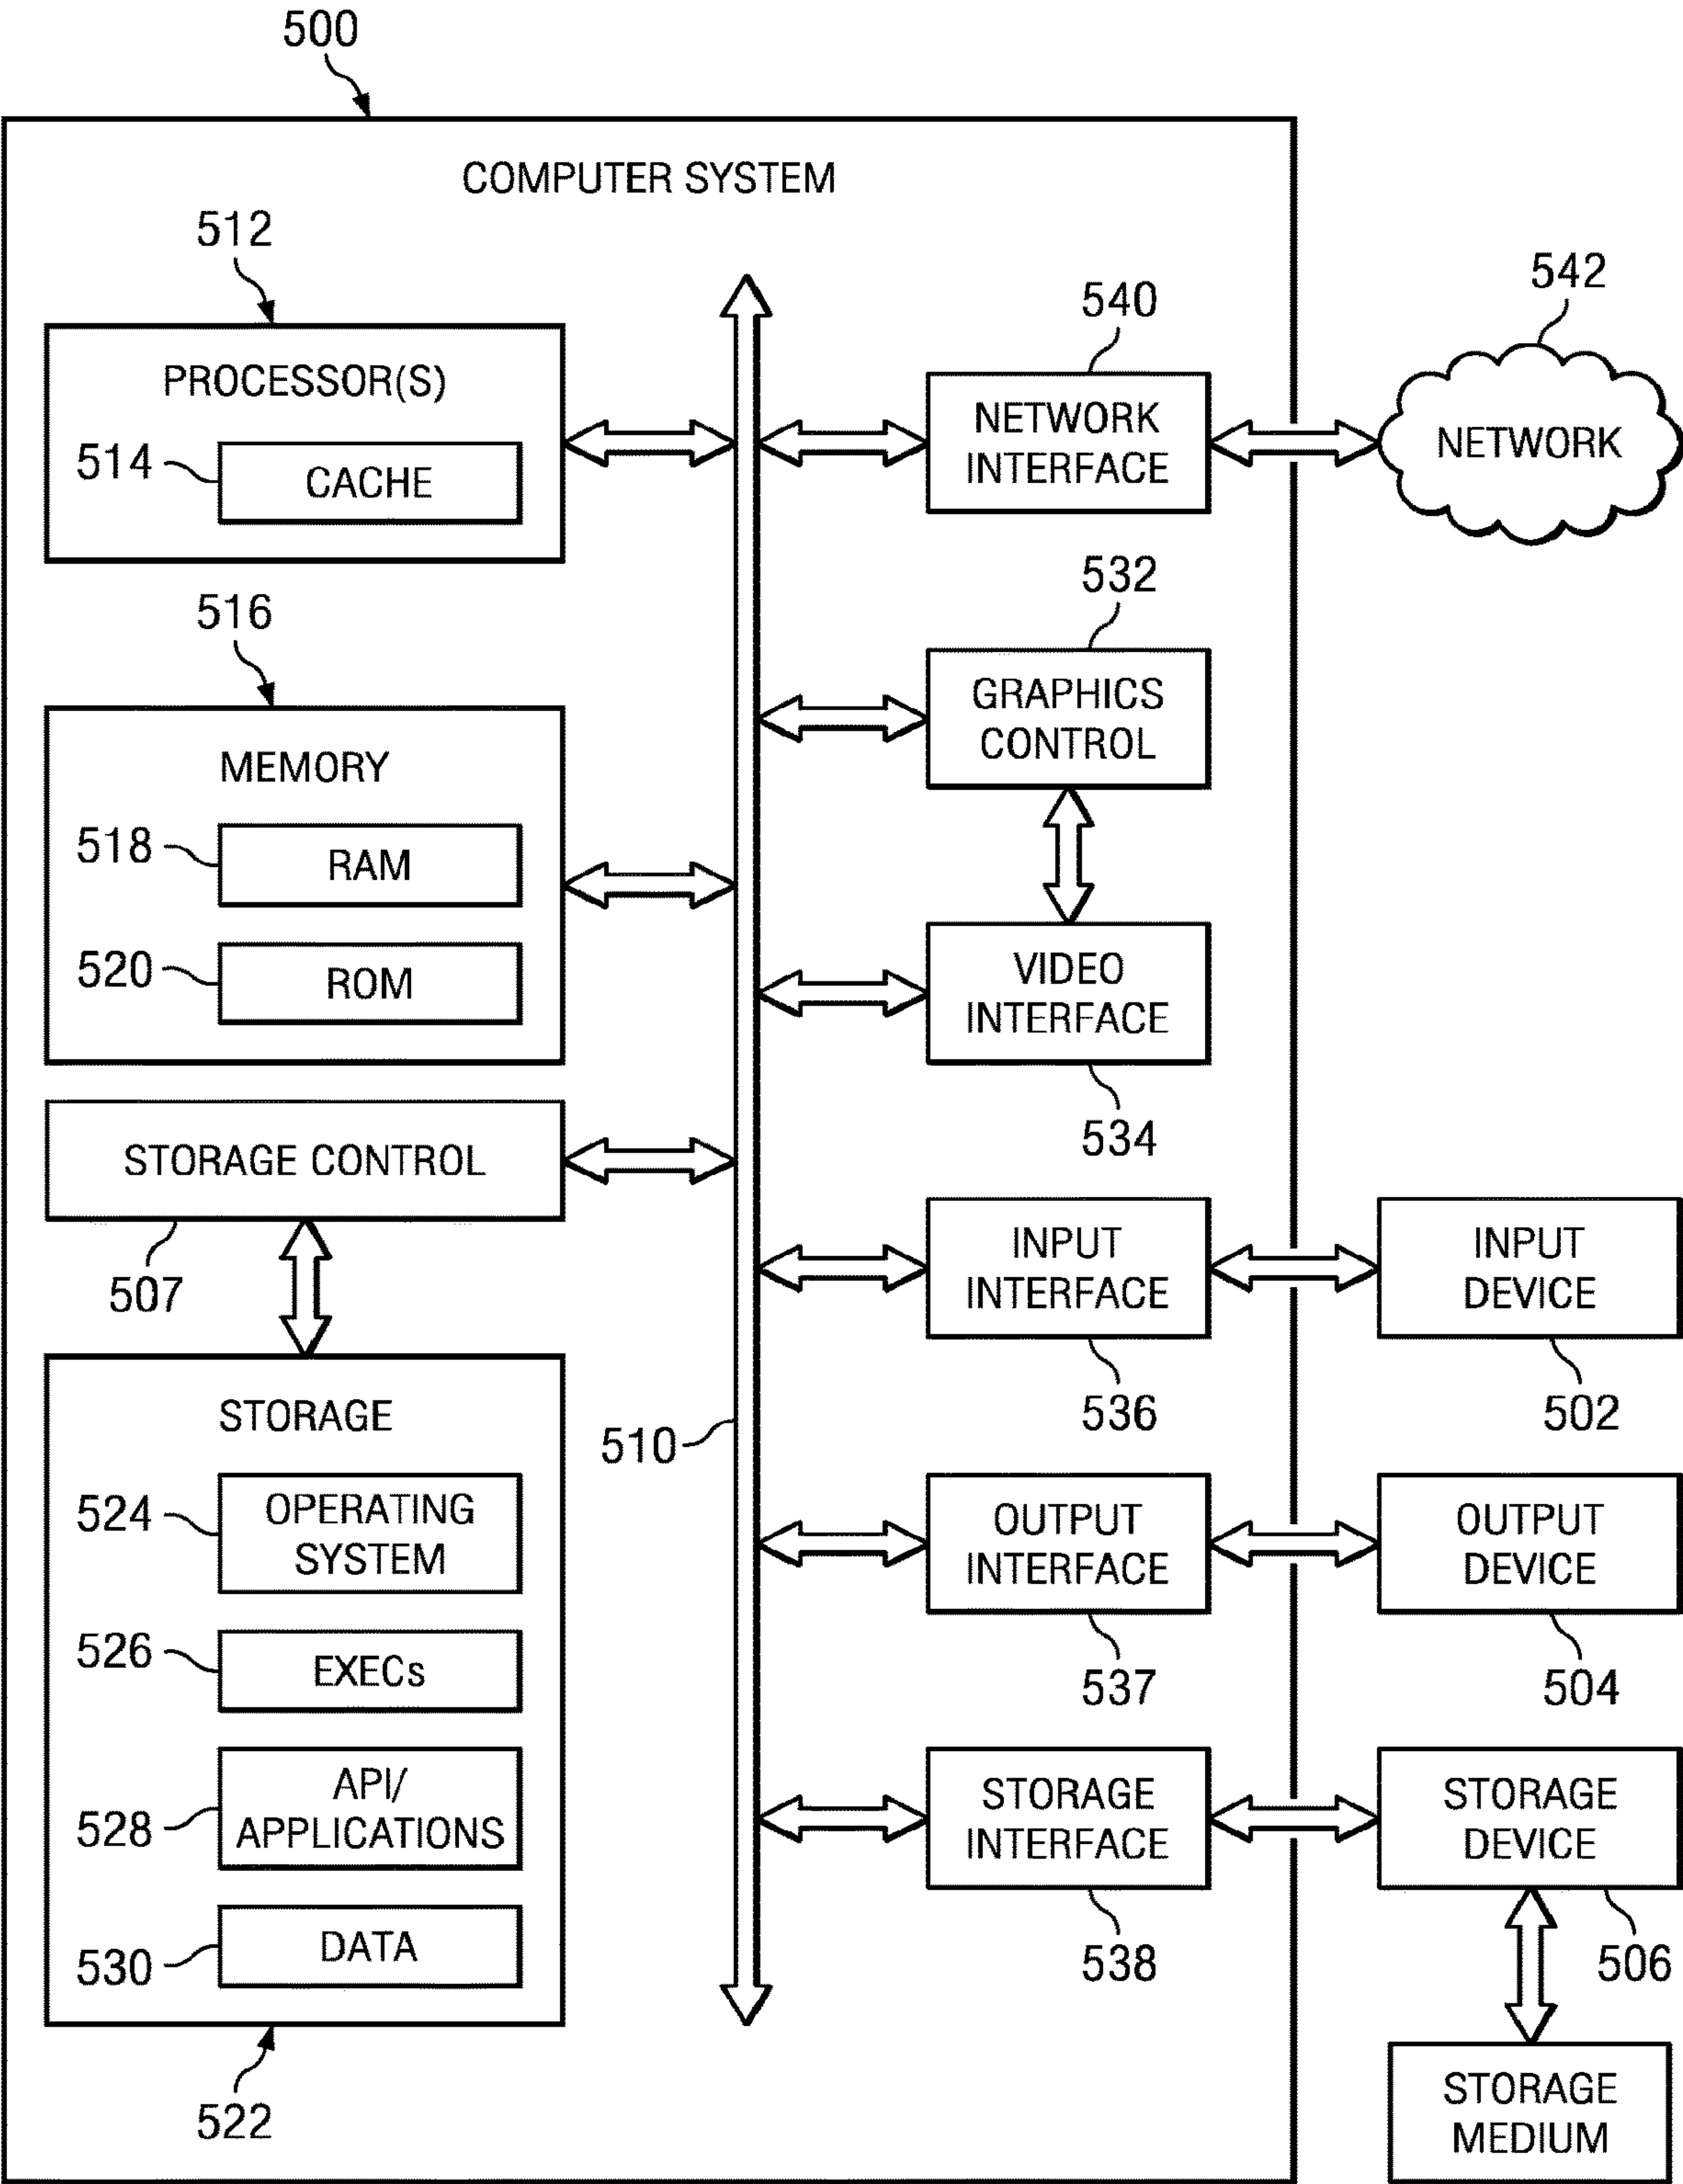 500
COMPUTER SYSTEM
512
PROCESSOR(S)
514
CACHE
516
MEMORY
518
RAM
520
ROM
STORAGE CONTROL
507
STORAGE
524
OPERATING
SYSTEM
526
EXECs
528
API/
APPLICATIONS
530
DATA
522
510
540
NETWORK
INTERFACE
542
NETWORK
532
GRAPHICS
CONTROL
VIDEO
INTERFACE
534
INPUT
INTERFACE
536
INPUT
DEVICE
502
OUTPUT
INTERFACE
537
OUTPUT
DEVICE
504
STORAGE
INTERFACE
538
STORAGE
DEVICE
506
STORAGE
MEDIUM